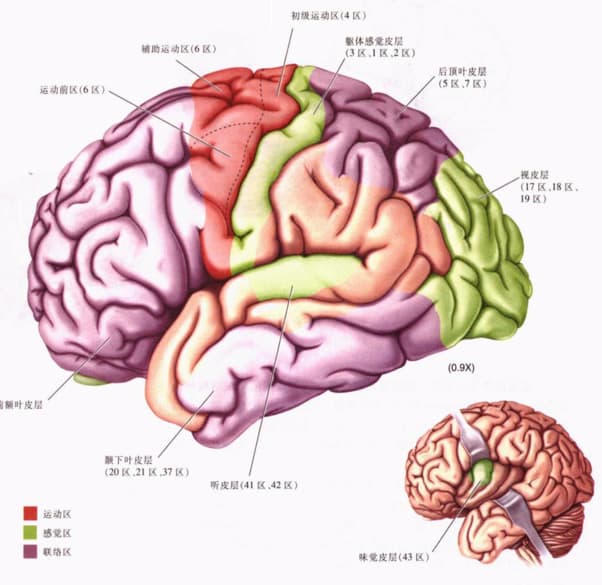 初级运动区(4 区)
辅助运动区(6 区)
躯体感觉皮层
(3 区、1 区、2 区)
后顶叶皮层
(5 区、7 区)
运动前区(6 区)
视皮层
(17 区、18 区、
19 区)
(0.9X)
前额叶皮层
颞下叶皮层
(20 区、21 区、37 区)
听皮层(41 区、42 区)
运动区
感觉区
联络区
味觉皮层(43 区)